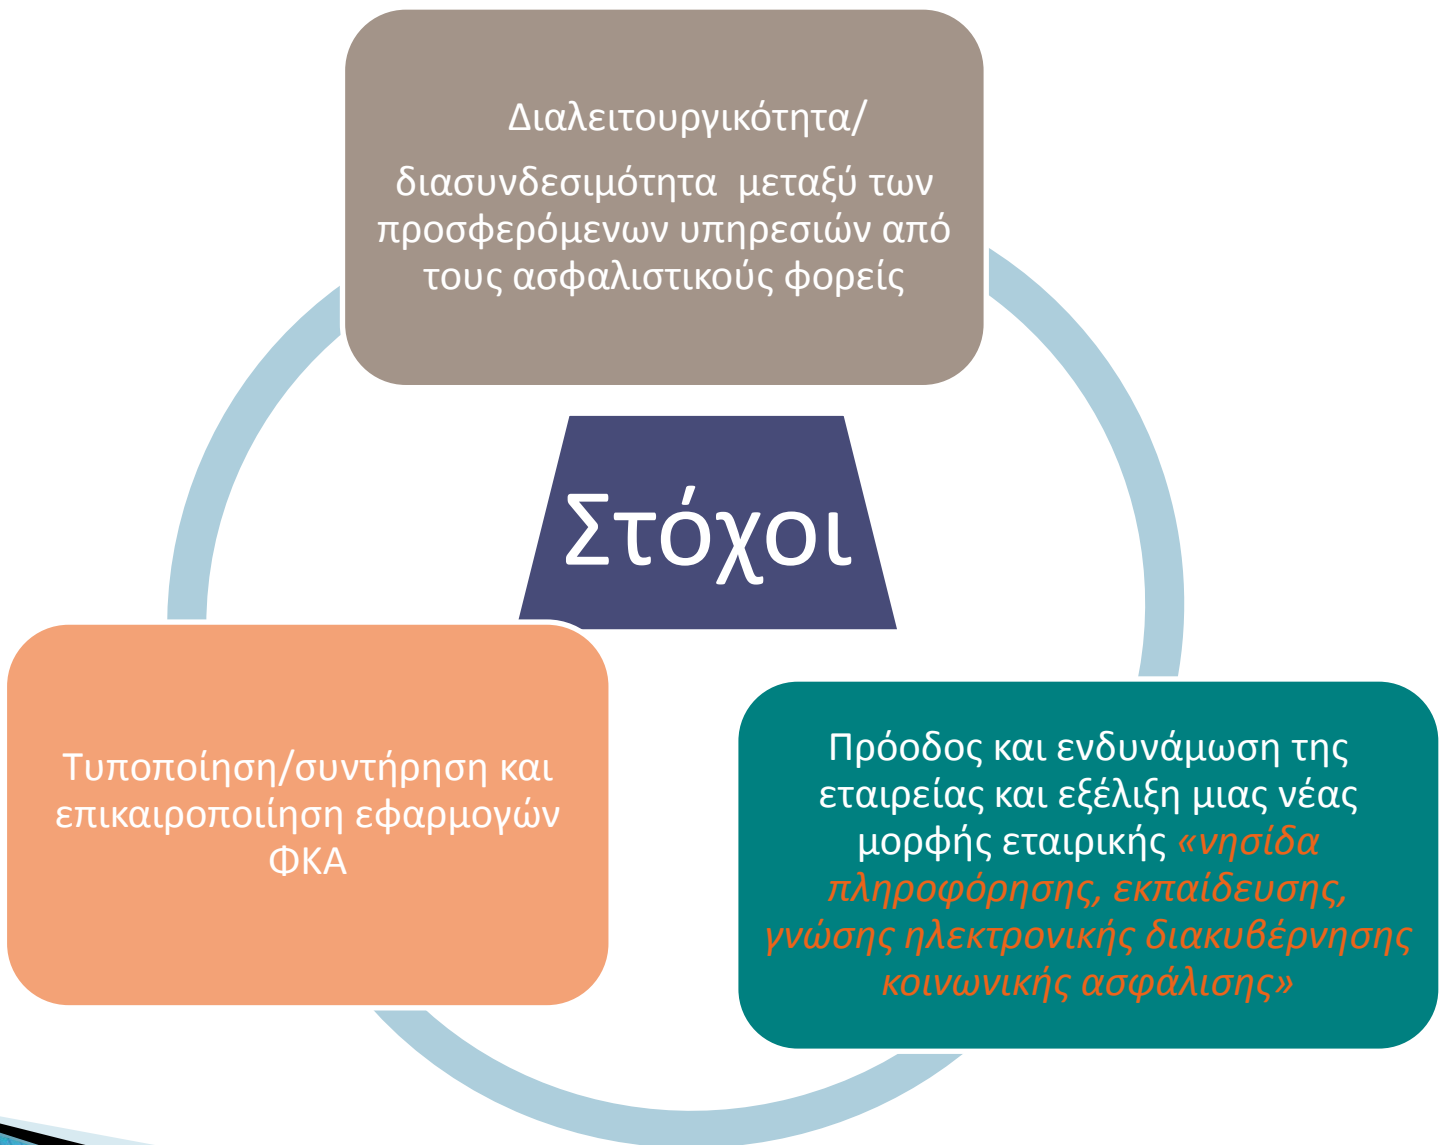 Διαλειτουργικότητα/
διασυνδεσιμότητα μεταξύ των
προσφερόμενων υπηρεσιών από
τους ασφαλιστικούς φορείς
Στόχοι
Τυποποίηση/συντήρηση και
επικαιροποιίηση εφαρμογών
ΦΚΑ
Πρόοδος και ενδυνάμωση της
εταιρείας και εξέλιξη μιας νέας
μορφής εταιρικής «νησίδα
πληροφόρησης, εκπαίδευσης,
γνώσης ηλεκτρονικής διακυβέρνησης
κοινωνικής ασφάλισης»